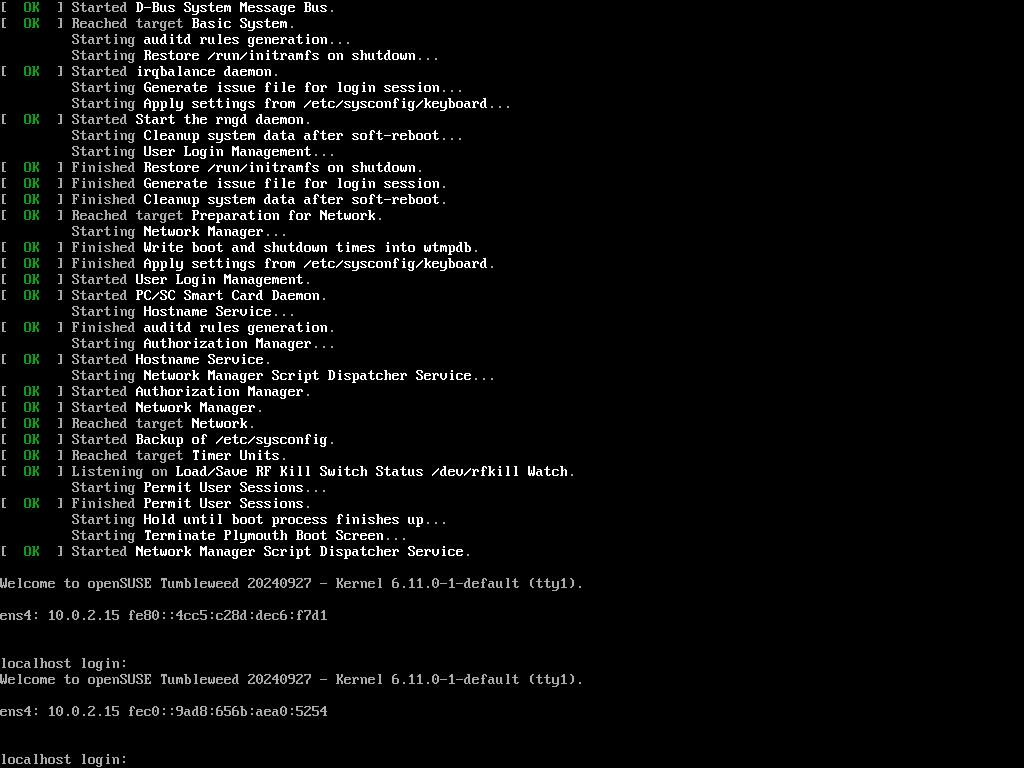 [  OK  ] Started D-Bus System Message Bus.
[  OK  ] Reached target Basic System.
         Starting auditd rules generation...
         Starting Restore /run/initramfs on shutdown...
[  OK  ] Started irqbalance daemon.
         Starting Generate issue file for login session...
         Starting Apply settings from /etc/sysconfig/keyboard...
[  OK  ] Started Start the rngd daemon.
         Starting Cleanup system data after soft-reboot...
         Starting User Login Management...
[  OK  ] Finished Restore /run/initramfs on shutdown.
[  OK  ] Finished Generate issue file for login session.
[  OK  ] Finished Cleanup system data after soft-reboot.
[  OK  ] Reached target Preparation for Network.
         Starting Network Manager...
[  OK  ] Finished Write boot and shutdown times into wtmpdb.
[  OK  ] Finished Apply settings from /etc/sysconfig/keyboard.
[  OK  ] Started User Login Management.
[  OK  ] Started PC/SC Smart Card Daemon.
         Starting Hostname Service...
[  OK  ] Finished auditd rules generation.
         Starting Authorization Manager...
[  OK  ] Started Hostname Service.
         Starting Network Manager Script Dispatcher Service...
[  OK  ] Started Authorization Manager.
[  OK  ] Started Network Manager.
[  OK  ] Reached target Network.
[  OK  ] Started Backup of /etc/sysconfig.
[  OK  ] Reached target Timer Units.
[  OK  ] Listening on Load/Save RF Kill Switch Status /dev/rfkill Watch.
         Starting Permit User Sessions...
[  OK  ] Finished Permit User Sessions.
         Starting Hold until boot process finishes up...
         Starting Terminate Plymouth Boot Screen...
[  OK  ] Started Network Manager Script Dispatcher Service.
Welcome to openSUSE Tumbleweed 20240927 - Kernel 6.11.0-1-default (tty1).
ens4: 10.0.2.15 fe80::4cc5:c28d:dec6:f7d1
localhost login:
Welcome to openSUSE Tumbleweed 20240927 - Kernel 6.11.0-1-default (tty1).
ens4: 10.0.2.15 fec0::9ad8:656b:aea0:5254
localhost login: